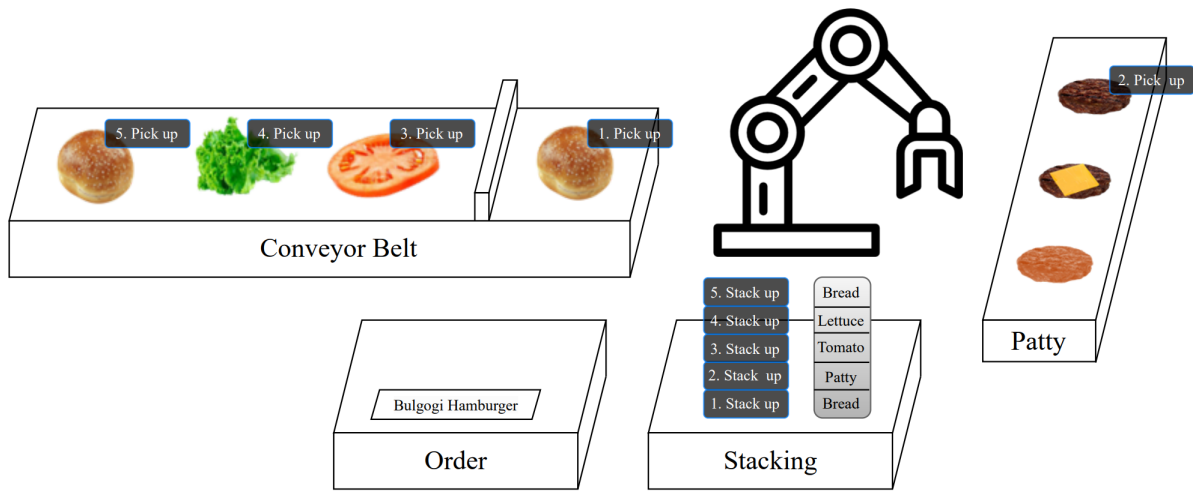 2. Pick up
5. Pick up
4. Pick up
3. Pick up
1. Pick up
Conveyor Belt
5. Stack up
Bread
4. Stack up
Lettuce
3. Stack up
Tomato
2. Stack up
Patty
1. Stack up
Bread
Patty
Bulgogi Hamburger
Order
Stacking